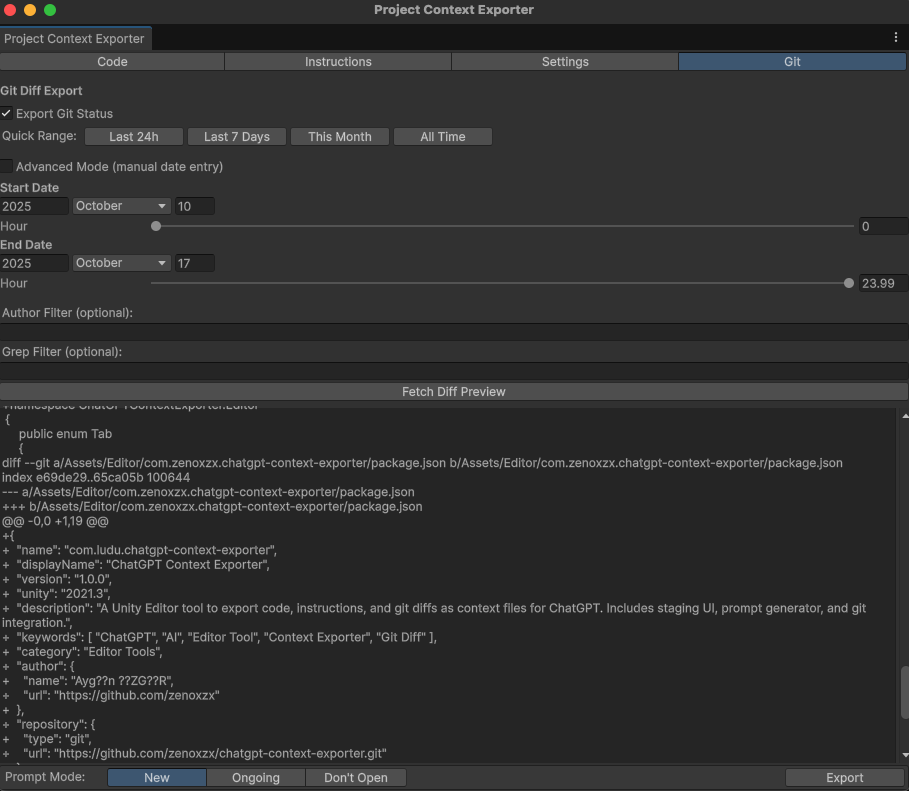 Project Context Exporter
Project Context Exporter
Code Instructions Settings Git
Git Diff Export
Export Git Status
Quick Range: Last 24h Last 7 Days This Month All Time
Advanced Mode (manual date entry)
Start Date
2025 October 10
Hour 0
End Date
2025 October 17
Hour 23.99
Author Filter (optional):
Grep Filter (optional):
Fetch Diff Preview
+namespace ChatGPTContextExporter.Editor
{
public enum Tab
{
diff --git a/Assets/Editor/com.zenoxzx.chatgpt-context-exporter/package.json b/Assets/Editor/com.zenoxzx.chatgpt-context-exporter/package.json
index e69de29..65ca05b 100644
--- a/Assets/Editor/com.zenoxzx.chatgpt-context-exporter/package.json
+++ b/Assets/Editor/com.zenoxzx.chatgpt-context-exporter/package.json
@@ -0,0 +1,19 @@
+{
+ "name": "com.ludu.chatgpt-context-exporter",
+ "displayName": "ChatGPT Context Exporter",
+ "version": "1.0.0",
+ "unity": "2021.3",
+ "description": "A Unity Editor tool to export code, instructions, and git diffs as context files for ChatGPT. Includes staging UI, prompt generator, and git
integration.",
+ "keywords": [ "ChatGPT", "AI", "Editor Tool", "Context Exporter", "Git Diff" ],
+ "category": "Editor Tools",
+ "author": {
+ "name": "Ayg??n ??ZG??R",
+ "url": "https://github.com/zenoxzx"
+ },
+ "repository": {
+ "type": "git",
+ "url": "https://github.com/zenoxzx/chatgpt-context-exporter.git"
Prompt Mode: New Ongoing Don't Open Export